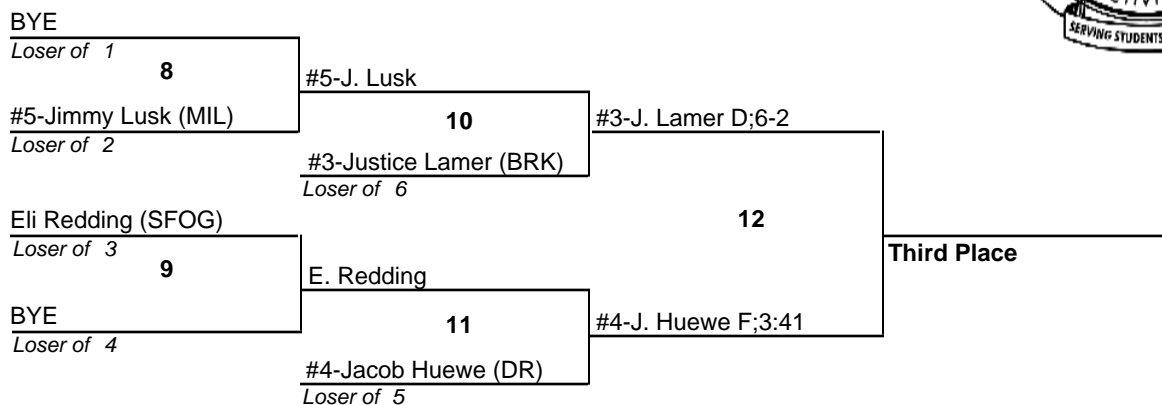 SERVING STUDENTS
BYE
Loser of 1
8
#5-J. Lusk
#5-Jimmy Lusk (MIL)
Loser of 2
10
#3-J. Lamer D;6-2
#3-Justice Lamer (BRK)
Loser of 6
Eli Redding (SFOG)
Loser of 3
12
9
Third Place
E. Redding
BYE
Loser of 4
11
#4-J. Huewe F;3:41
#4-Jacob Huewe (DR)
Loser of 5